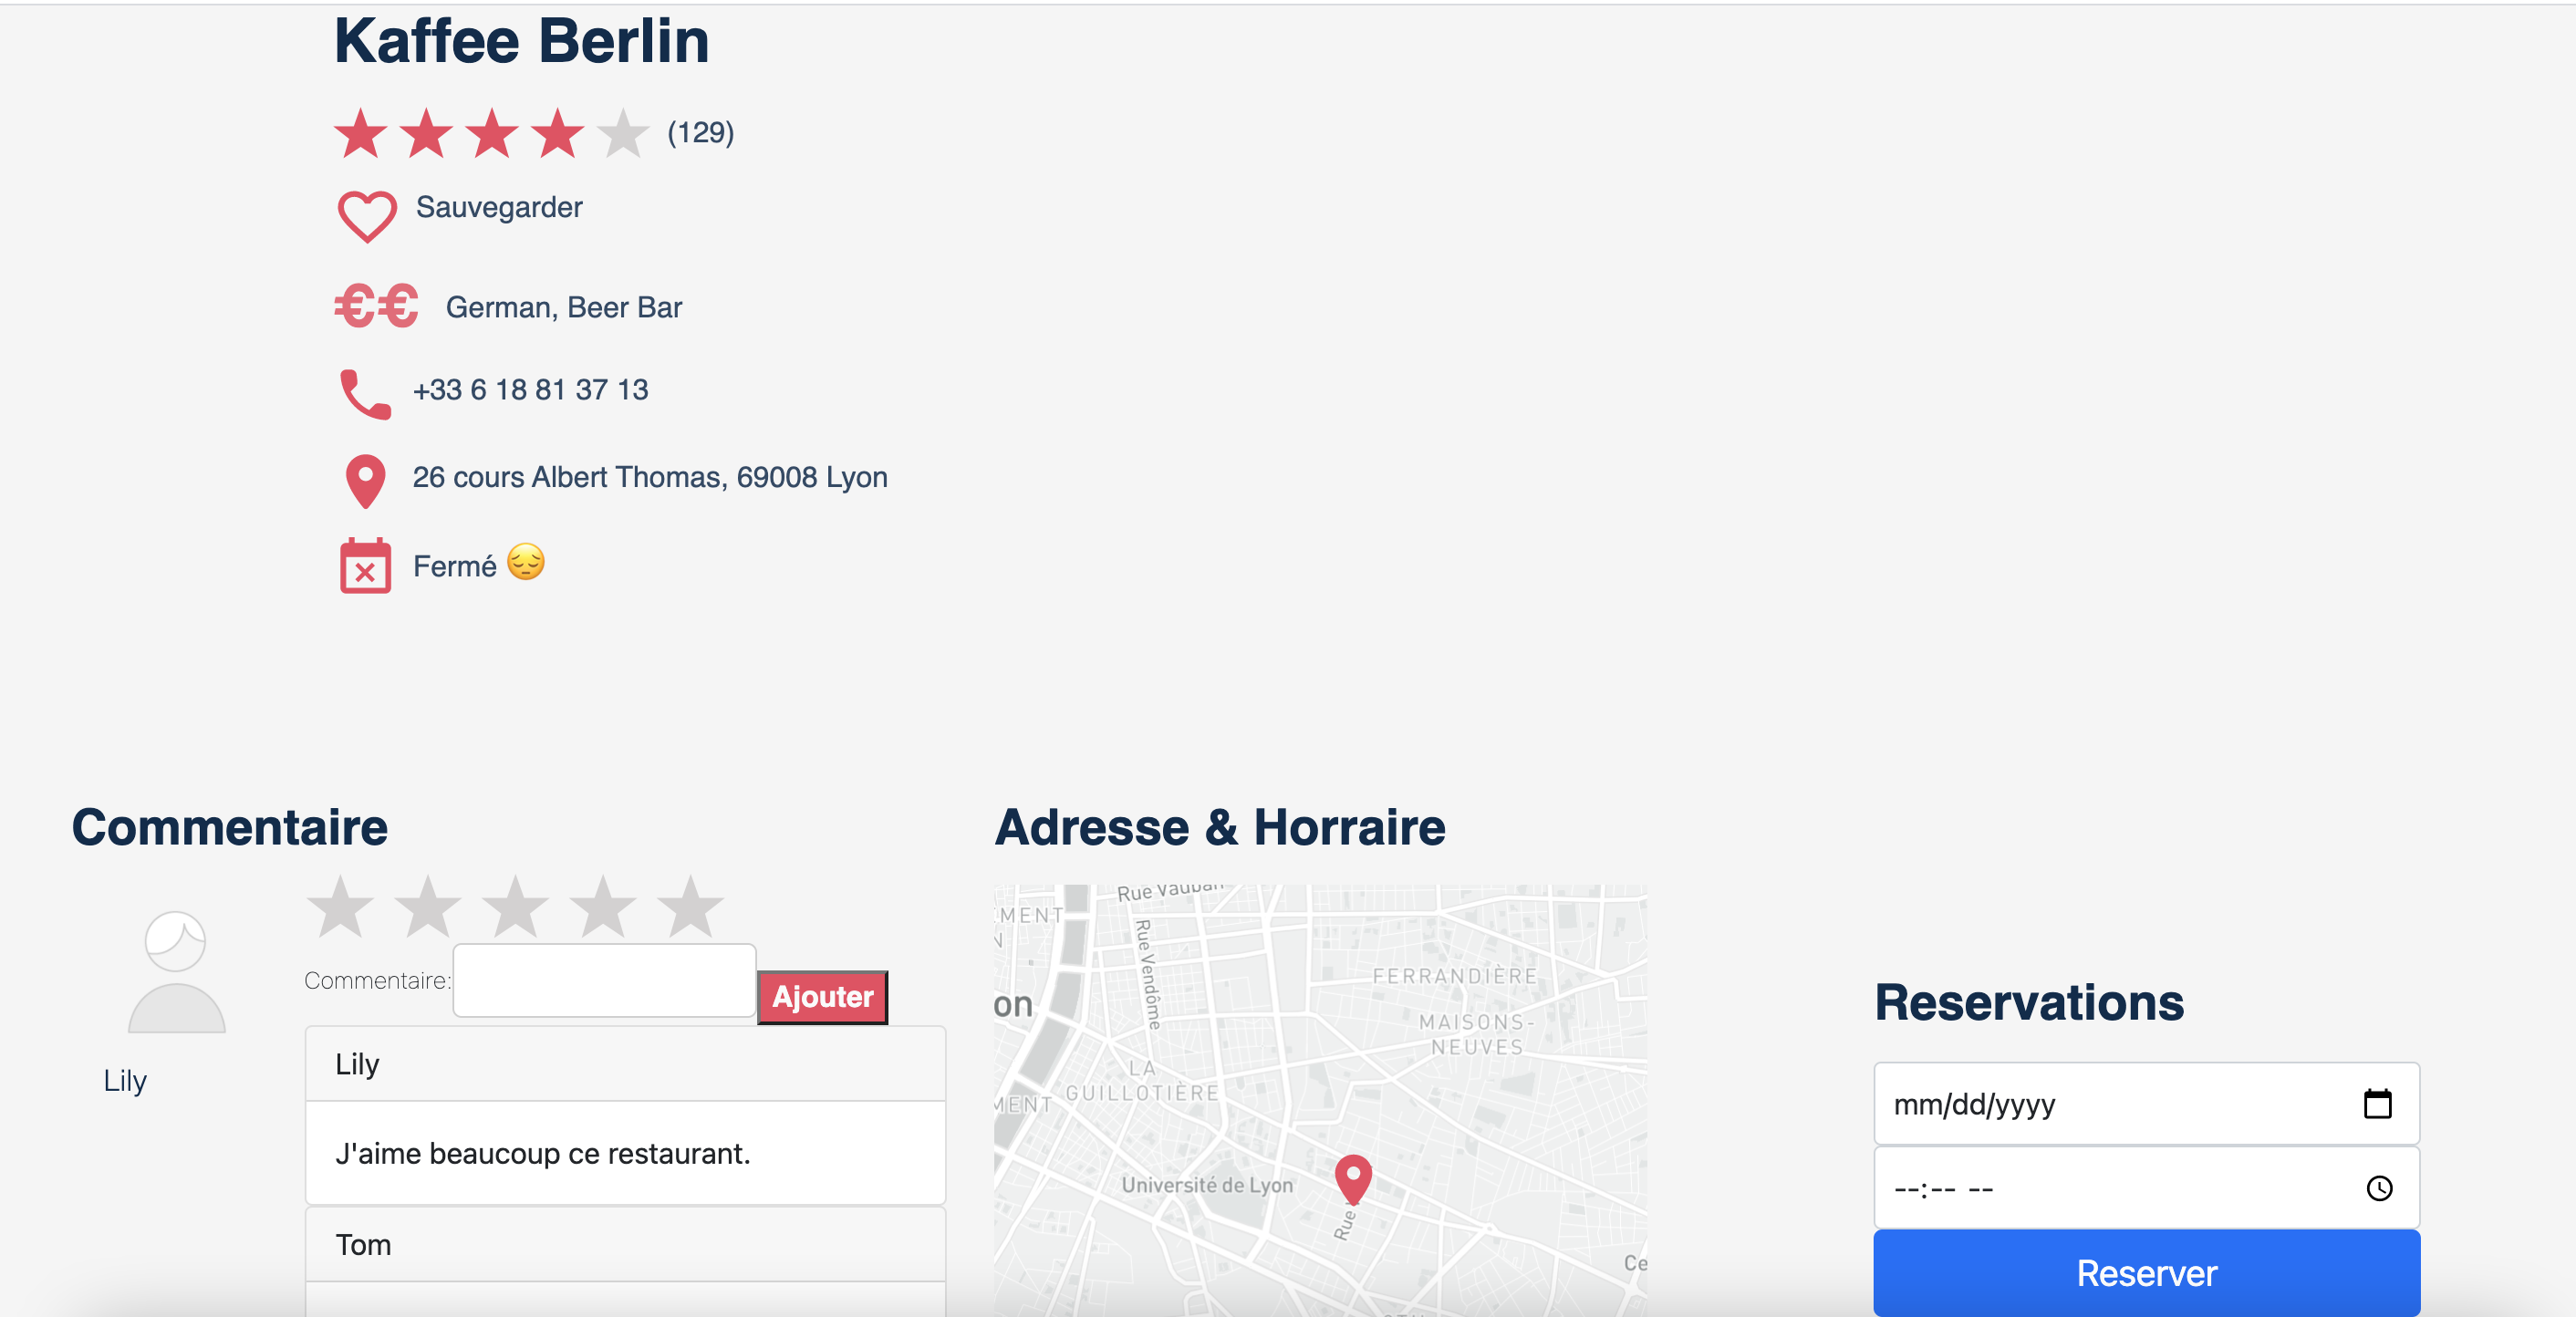 Kaffee Berlin
(129)
Sauvegarder
€€ German, Beer Bar
+33 6 18 81 37 13
26 cours Albert Thomas, 69008 Lyon
Fermé 😔
Commentaire
Lily
Commentaire:
Ajouter
Lily
J'aime beaucoup ce restaurant.
Tom
Adresse & Horraire
Rue Vauban
Rue Vendôme
EMENT
N
on
FERRANDIÈRE
MAISONS-
NEUVES
LA
GUILLOTIÈRE
MENT
Université de Lyon
Rue
Ce
Reservations
mm/dd/yyyy
--:-- --
Reserver